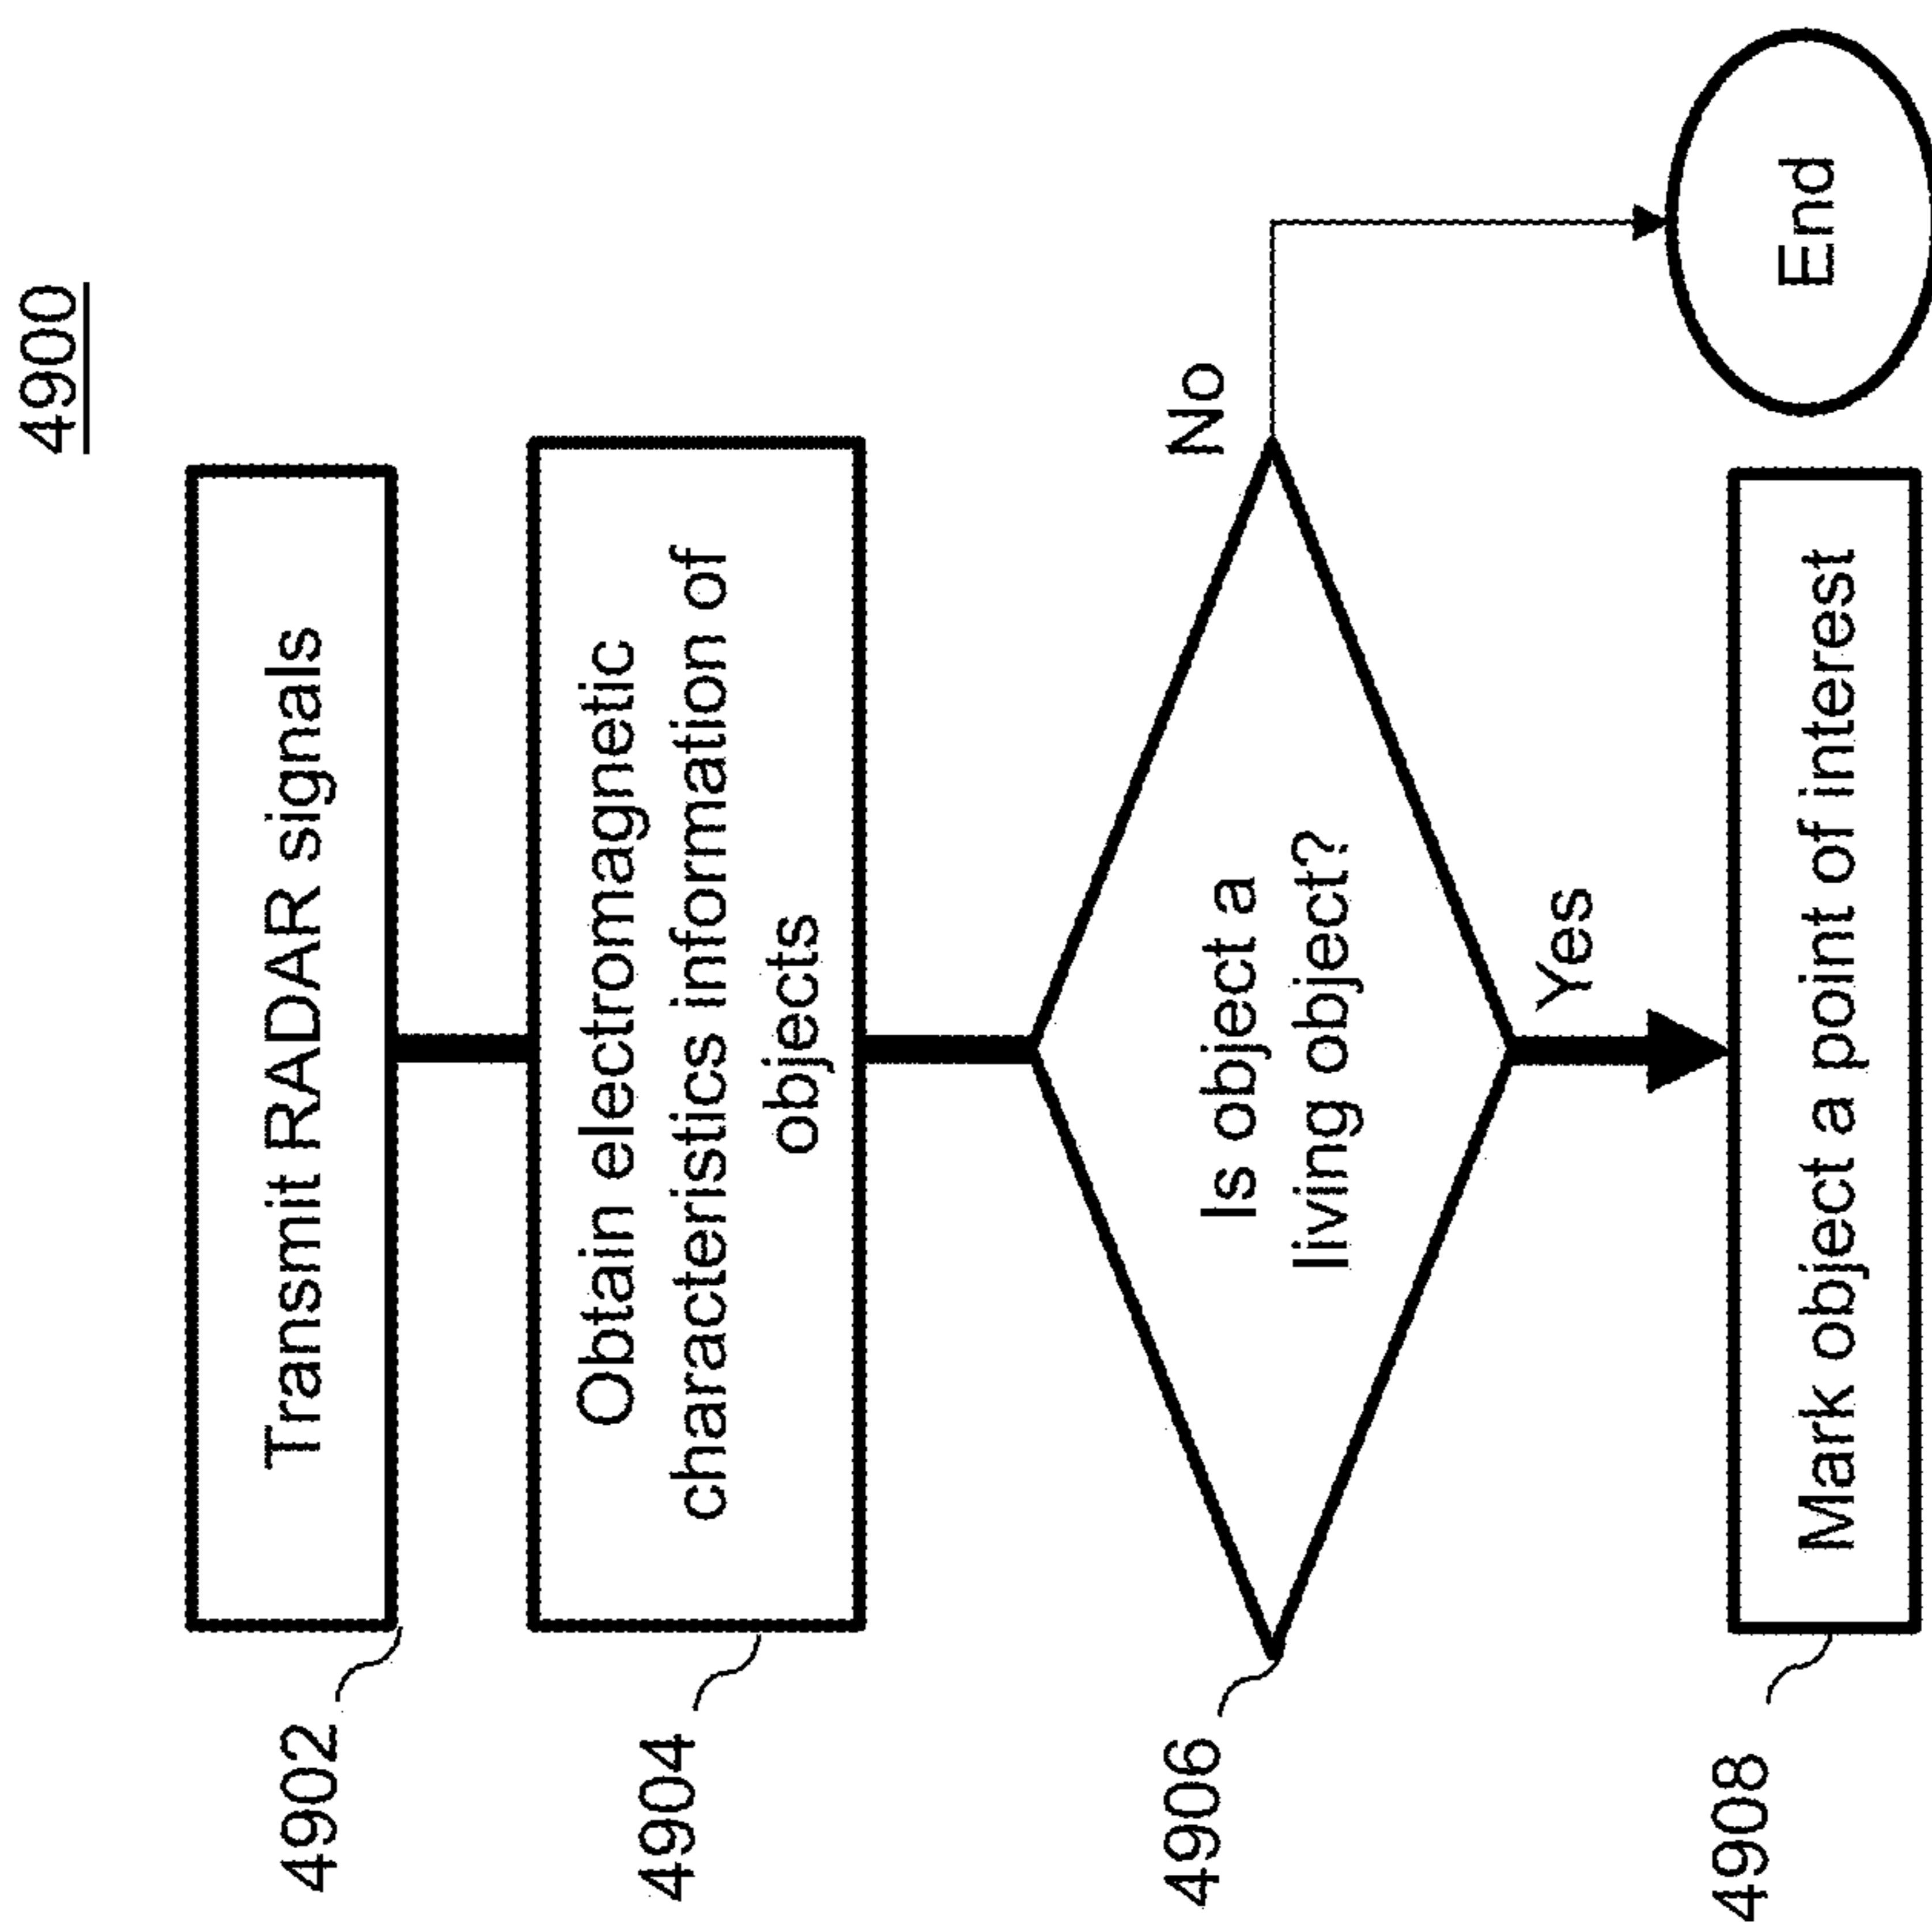 4900
4902
Transmit RADAR signals
4904
Obtain electromagnetic
characteristics information of
objects
4906
Is object a
living object?
No
Yes
4908
Mark object a point of interest
End